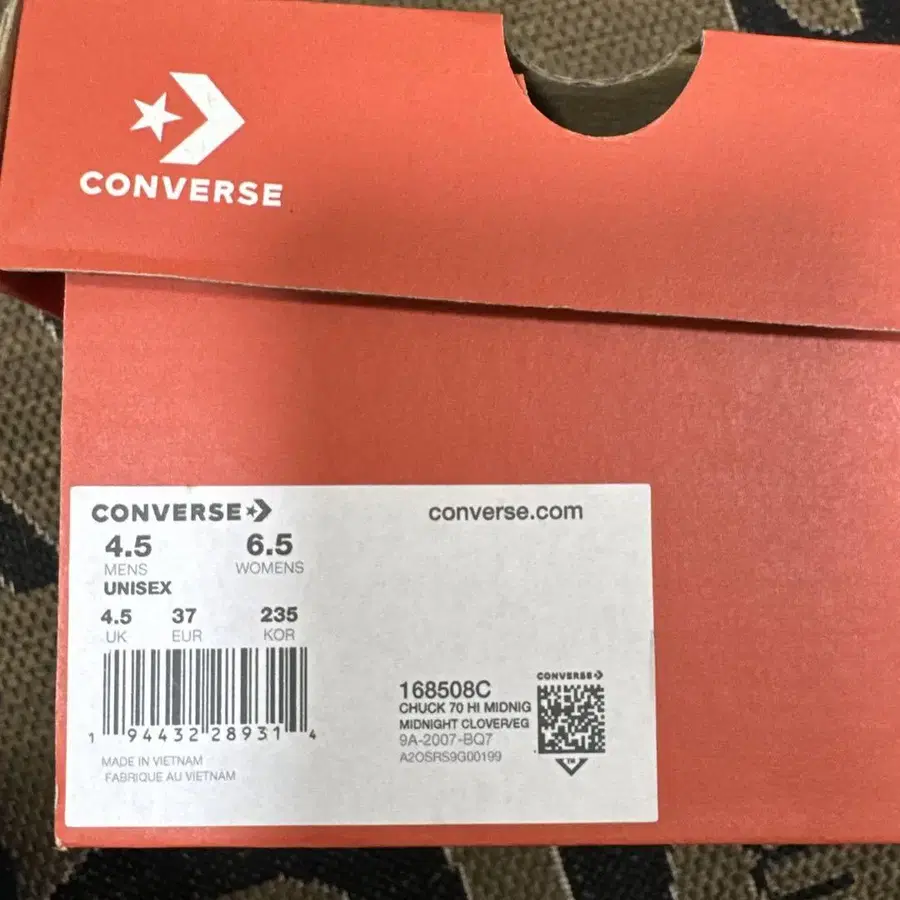 CONVERSE
CONVERSE
converse.com
4.5
6.5
MENS
WOMENS
UNISEX
4.5
37
235
UK
EUR
KOR
1 94432 28931 4
MADE IN VIETNAM
FABRIQUE AU VIETNAM
168508C
CHUCK 70 HI MIDNIG
MIDNIGHT CLOVER/EG
9A-2007-BQ7
A2OSRS9G00199
CONVERSE
TM